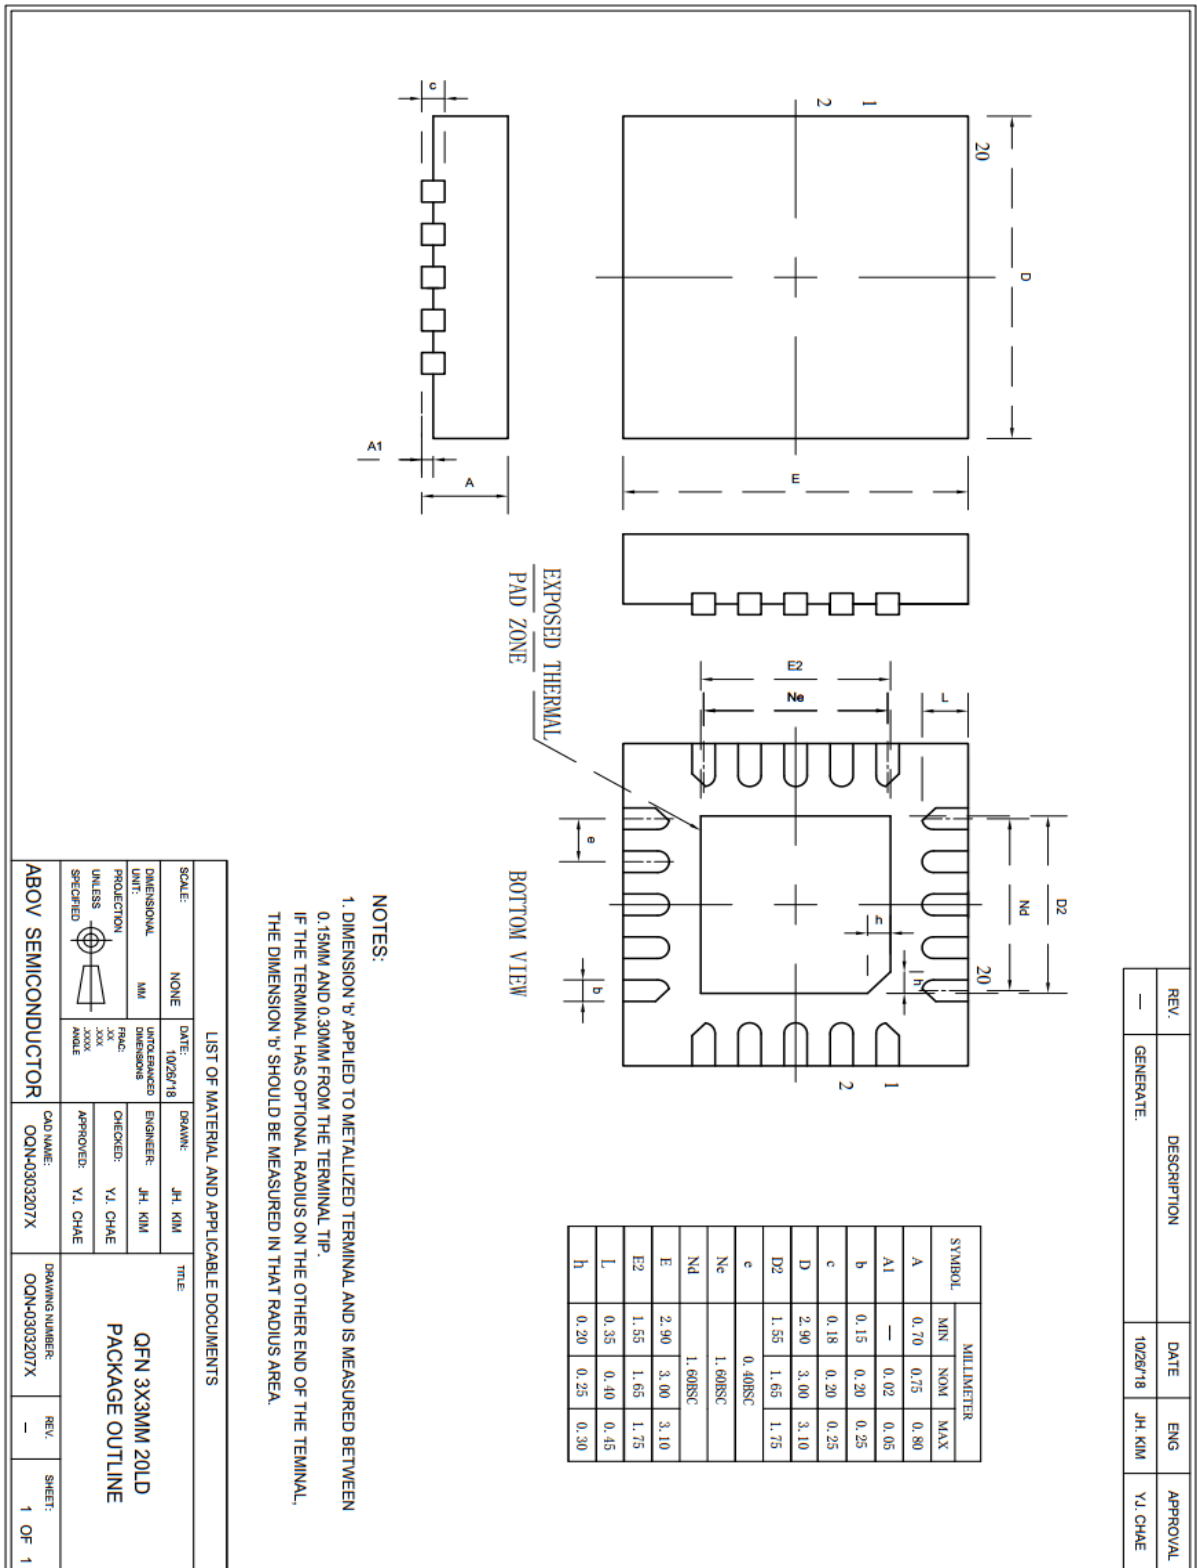 REV. DESCRIPTION DATE ENG APPROVAL
— GENERATE. 10/26/'18 JH. KIM YJ. CHAE
D
20
1
2
E
c
A1
A
D2
Nd
20
h
h
L
E2
Ne
1
2
e
b
EXPOSED THERMAL
PAD ZONE
BOTTOM VIEW
SYMBOL MILLIMETER
MIN NOM MAX
A 0.70 0.75 0.80
A1 — 0.02 0.05
b 0.15 0.20 0.25
c 0.18 0.20 0.25
D 2.90 3.00 3.10
D2 1.55 1.65 1.75
e 0.40BSC
Ne 1.60BSC
Nd 1.60BSC
E 2.90 3.00 3.10
E2 1.55 1.65 1.75
L 0.35 0.40 0.45
h 0.20 0.25 0.30
NOTES:
1. DIMENSION 'b' APPLIED TO METALLIZED TERMINAL AND IS MEASURED BETWEEN
0.15MM AND 0.30MM FROM THE TERMINAL TIP.
IF THE TERMINAL HAS OPTIONAL RADIUS ON THE OTHER END OF THE TEMINAL,
THE DIMENSION 'b' SHOULD BE MEASURED IN THAT RADIUS AREA.
LIST OF MATERIAL AND APPLICABLE DOCUMENTS
SCALE: NONE
DATE: 10/26/'18
DRAWN: JH. KIM
TITLE:
QFN 3X3MM 20LD
PACKAGE OUTLINE
DIMENSIONAL
UNIT: MM
UNTOLERANCED
DIMENSIONS
ENGINEER: JH. KIM
PROJECTION
UNLESS
SPECIFIED
FRAC:
.XX
.XXX
.XXXX
ANGLE
CHECKED: YJ. CHAE
APPROVED: YJ. CHAE
ABOV SEMICONDUCTOR
CAD NAME:
OQN-0303207X
DRAWING NUMBER:
OQN-0303207X
REV.
—
SHEET:
1 OF 1